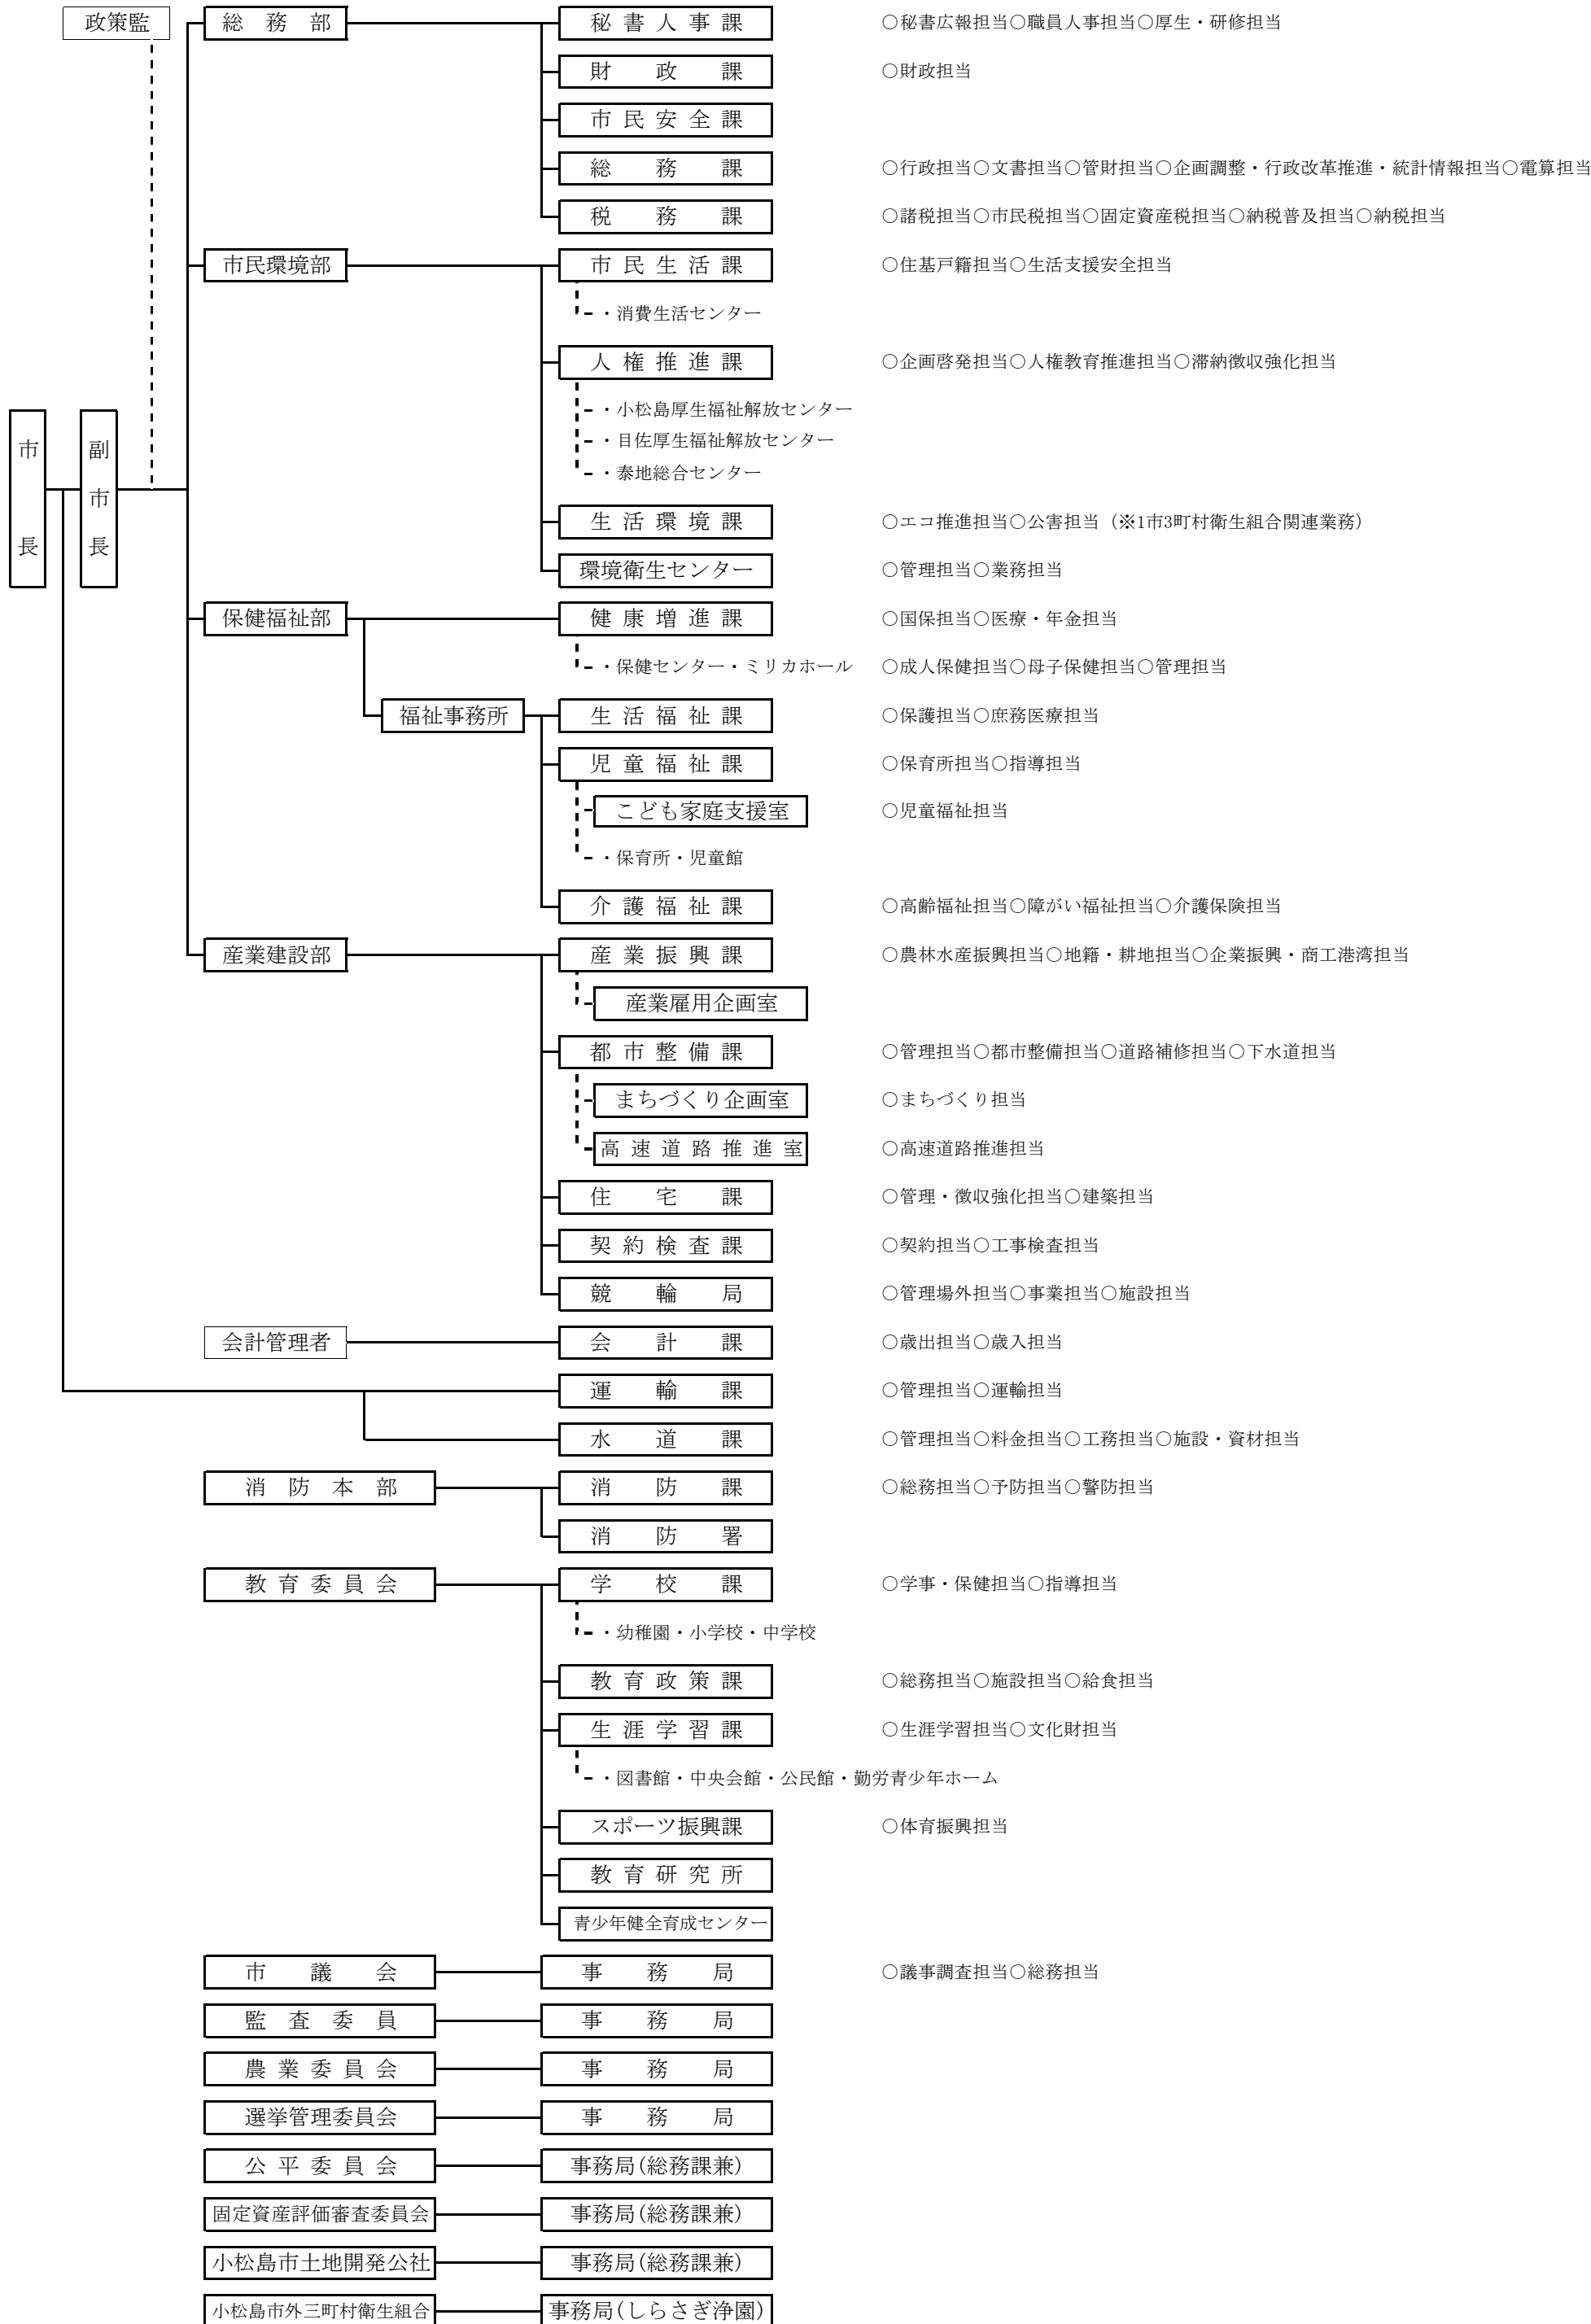 政策監 総務部 秘書人事課 ○秘書広報担当○職員人事担当○厚生・研修担当
財政課 ○財政担当
市民安全課
総務課 ○行政担当○文書担当○管財担当○企画調整・行政改革推進・統計情報担当○電算担当
税務課 ○諸税担当○市民税担当○固定資産税担当○納税普及担当○納税担当
市民環境部 市民生活課 ○住基戸籍担当○生活支援安全担当
・消費生活センター
人権推進課 ○企画啓発担当○人権教育推進担当○滞納徴収強化担当
・小松島厚生福祉解放センター
・目佐厚生福祉解放センター
・泰地総合センター
市長
副市長
生活環境課 ○エコ推進担当○公害担当（※1市3町村衛生組合関連業務）
環境衛生センター ○管理担当○業務担当
保健福祉部 健康増進課 ○国保担当○医療・年金担当
・保健センター・ミリカホール ○成人保健担当○母子保健担当○管理担当
福祉事務所 生活福祉課 ○保護担当○庶務医療担当
児童福祉課 ○保育所担当○指導担当
こども家庭支援室 ○児童福祉担当
・保育所・児童館
介護福祉課 ○高齢福祉担当○障がい福祉担当○介護保険担当
産業建設部 産業振興課 ○農林水産振興担当○地籍・耕地担当○企業振興・商工港湾担当
産業雇用企画室
都市整備課 ○管理担当○都市整備担当○道路補修担当○下水道担当
まちづくり企画室 ○まちづくり担当
高速道路推進室 ○高速道路推進担当
住宅課 ○管理・徴収強化担当○建築担当
契約検査課 ○契約担当○工事検査担当
競輪局 ○管理場外担当○事業担当○施設担当
会計管理者 会計課 ○歳出担当○歳入担当
運輸課 ○管理担当○運輸担当
水道課 ○管理担当○料金担当○工務担当○施設・資材担当
消防本部 消防課 ○総務担当○予防担当○警防担当
消防署
教育委員会 学校課 ○学事・保健担当○指導担当
・幼稚園・小学校・中学校
教育政策課 ○総務担当○施設担当○給食担当
生涯学習課 ○生涯学習担当○文化財担当
・図書館・中央会館・公民館・勤労青少年ホーム
スポーツ振興課 ○体育振興担当
教育研究所
青少年健全育成センター
市議会 事務局 ○議事調査担当○総務担当
監査委員 事務局
農業委員会 事務局
選挙管理委員会 事務局
公平委員会 事務局(総務課兼)
固定資産評価審査委員会 事務局(総務課兼)
小松島市土地開発公社 事務局(総務課兼)
小松島市外三町村衛生組合 事務局(しらさぎ浄園)